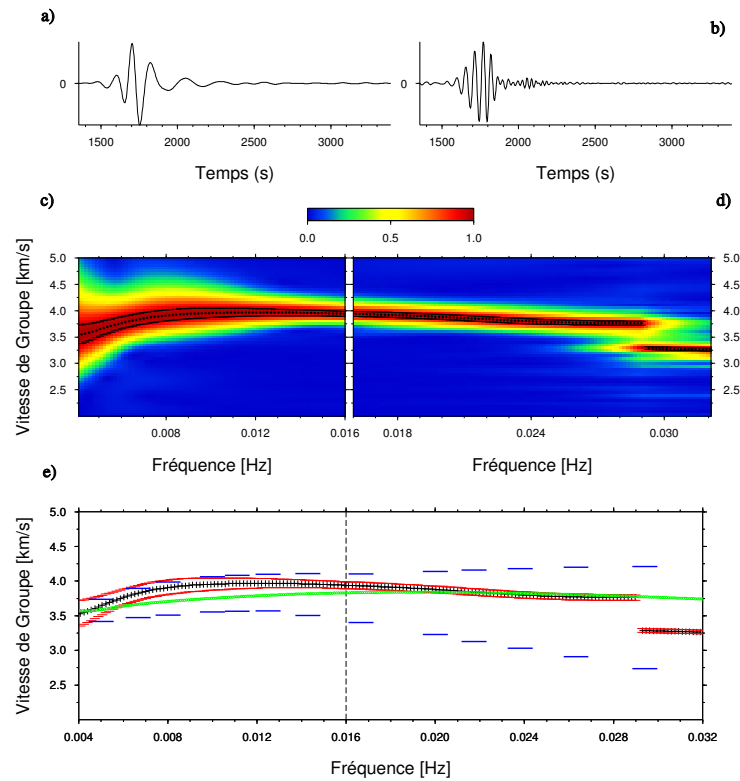 a)
b)
0
0
1500 2000 2500 3000
1500 2000 2500 3000
Temps (s)
Temps (s)
c)
d)
0.0 0.5 1.0
Vitesse de Groupe [km/s]
5.0
4.5
4.0
3.5
3.0
2.5
5.0
4.5
4.0
3.5
3.0
2.5
0.008 0.012 0.016 0.018 0.024 0.030
Fréquence [Hz]
Fréquence [Hz]
e)
Vitesse de Groupe [km/s]
5.0
4.5
4.0
3.5
3.0
2.5
0.004 0.008 0.012 0.016 0.020 0.024 0.028 0.032
Fréquence [Hz]